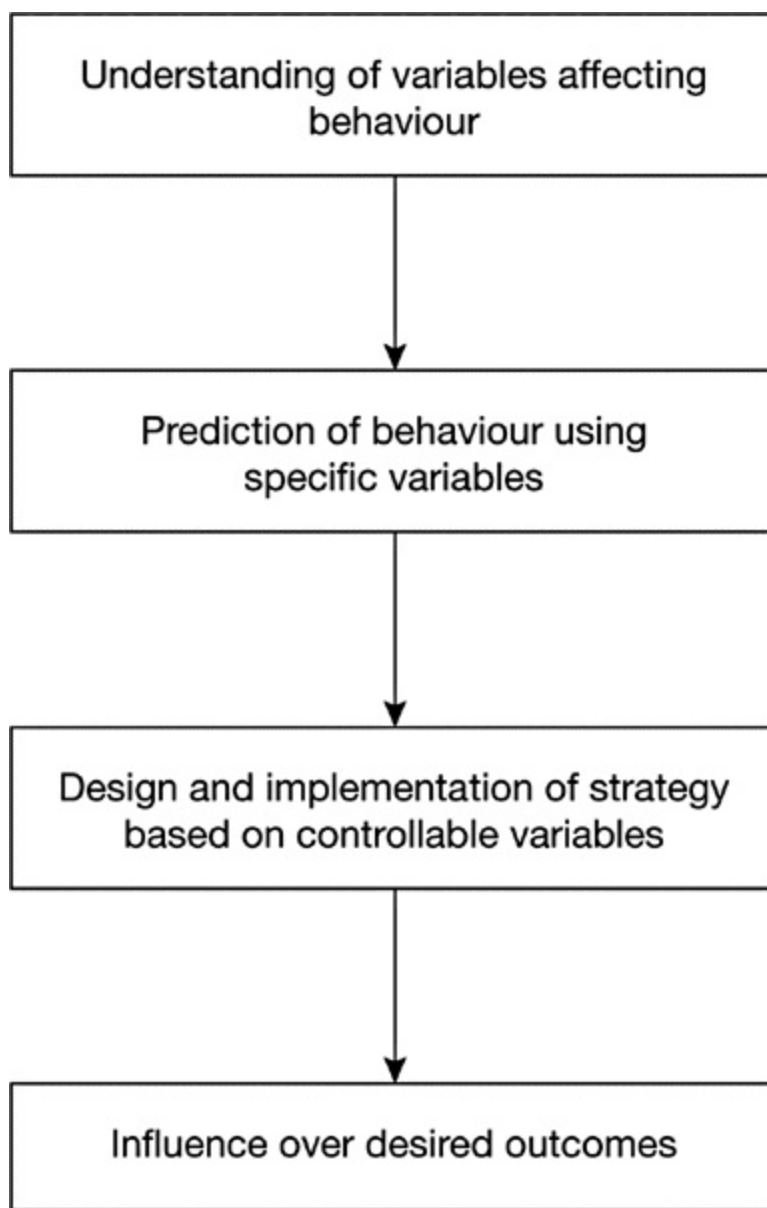 Understanding of variables affecting
behaviour
Prediction of behaviour using
specific variables
Design and implementation of strategy
based on controllable variables
Influence over desired outcomes